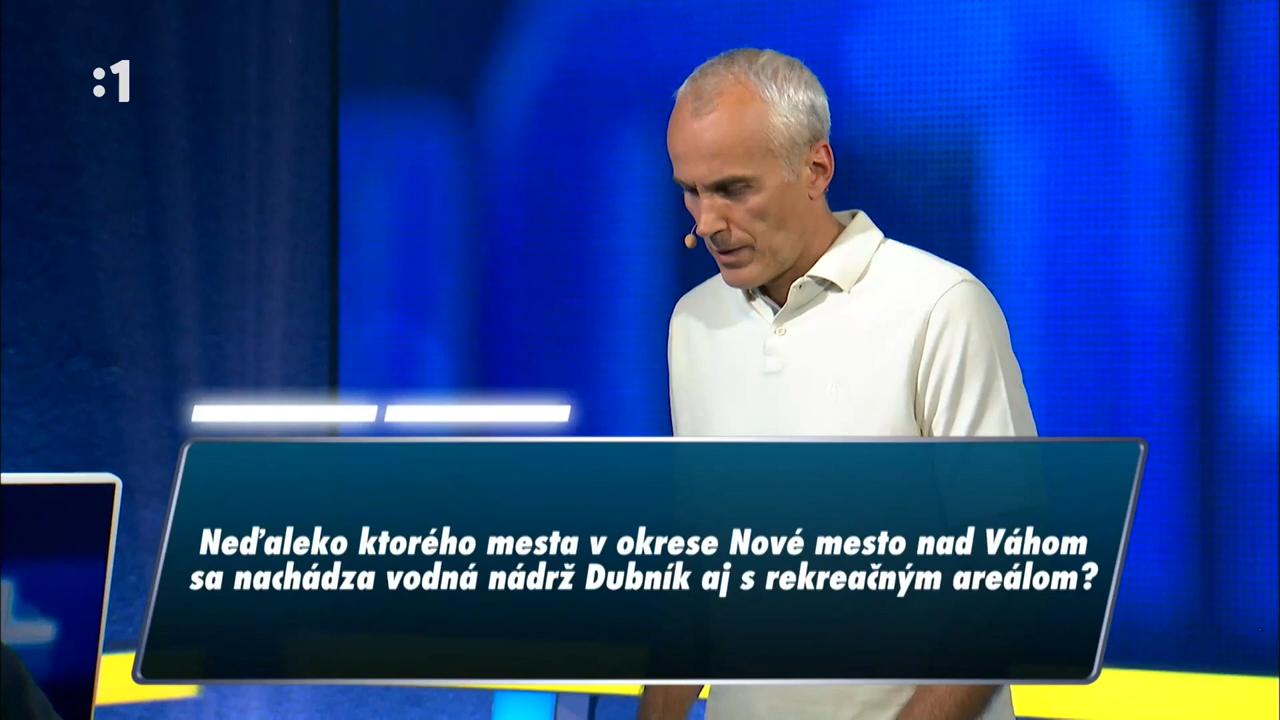 :1
Neďaleko ktorého mesta v okrese Nové mesto nad Váhom
sa nachádza vodná nádrž Dubník aj s rekreačným areálom?